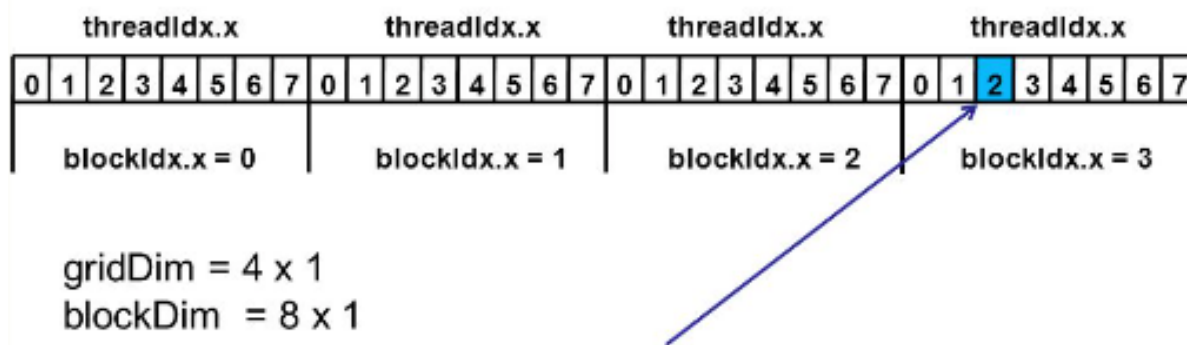 threadIdx.x threadIdx.x threadIdx.x threadIdx.x
0 1 2 3 4 5 6 7 0 1 2 3 4 5 6 7 0 1 2 3 4 5 6 7 0 1 2 3 4 5 6 7
blockIdx.x = 0 blockIdx.x = 1 blockIdx.x = 2 blockIdx.x = 3
gridDim = 4 x 1
blockDim = 8 x 1